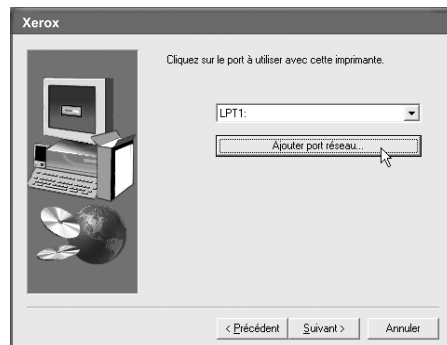 Xerox
Cliquez sur le port à utiliser avec cette imprimante.
LPT1:
Ajouter port réseau...
< Précédent
Suivant >
Annuler